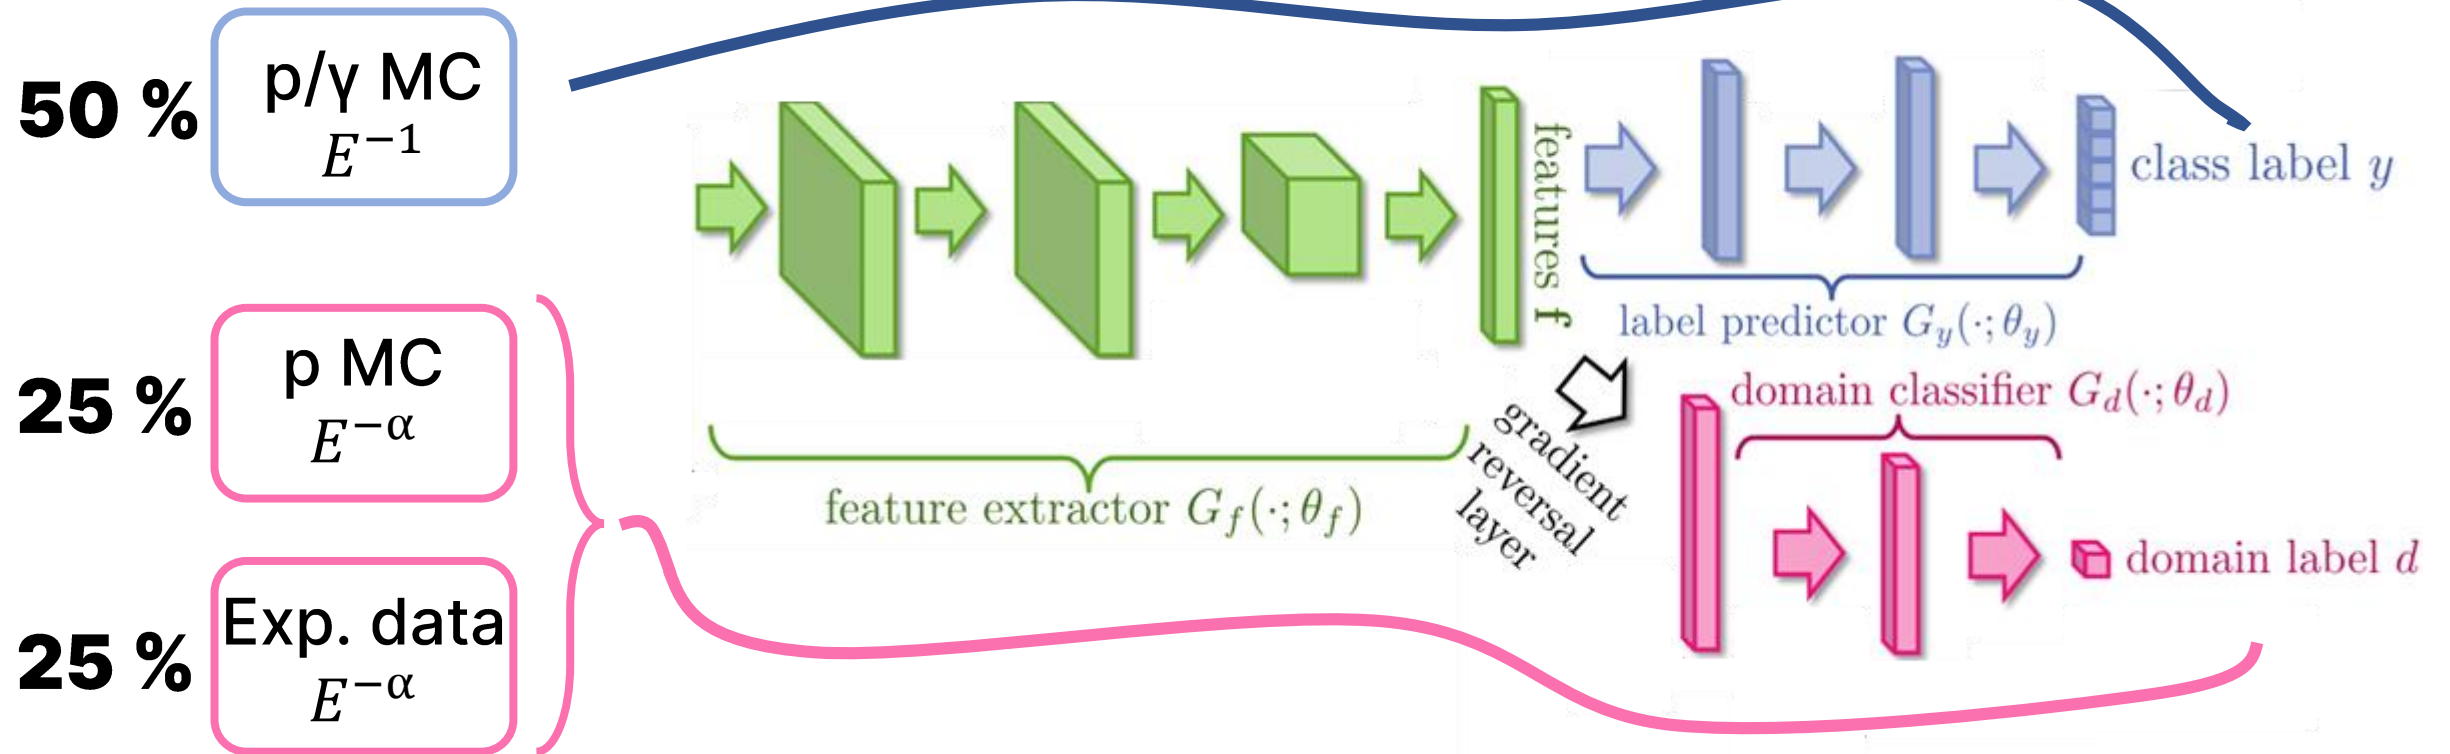 50 %
p/γ MC
E⁻¹
25 %
p MC
E⁻ᵅ
25 %
Exp. data
E⁻ᵅ
features f
class label y
label predictor G_y(·; θ_y)
domain classifier G_d(·; θ_d)
feature extractor G_f(·; θ_f)
gradient
reversal
layer
domain label d